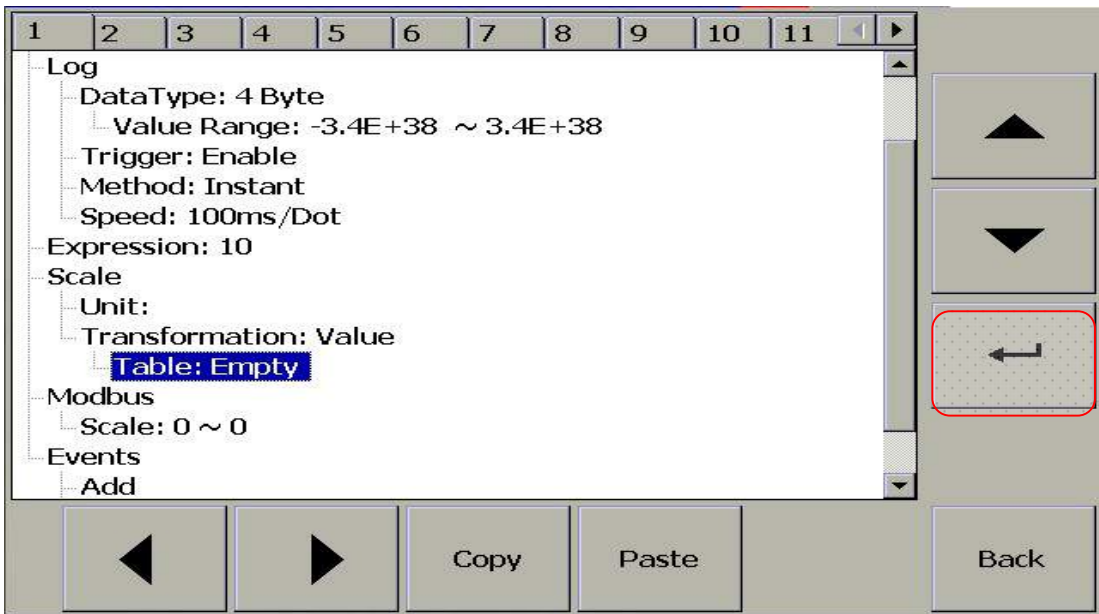 1 2 3 4 5 6 7 8 9 10 11
Log
DataType: 4 Byte
Value Range: -3.4E+38 ~ 3.4E+38
Trigger: Enable
Method: Instant
Speed: 100ms/Dot
Expression: 10
Scale
Unit:
Transformation: Value
Table: Empty
Modbus
Scale: 0 ~ 0
Events
Add
Copy Paste Back